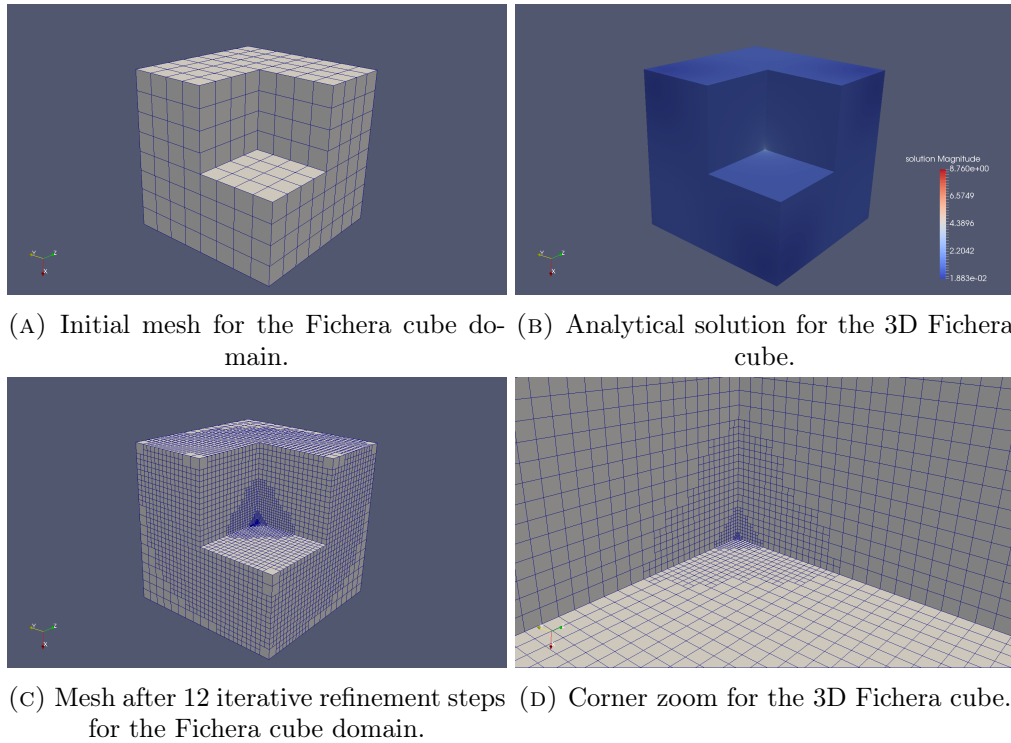 solution Magnitude
8.760e+00
6.5749
4.3896
2.2042
1.883e-02
Y Z
X
Y Z
X
(A) Initial mesh for the Fichera cube do-
main.
(B) Analytical solution for the 3D Fichera
cube.
Y Z
X
X
(C) Mesh after 12 iterative refinement steps
for the Fichera cube domain.
(D) Corner zoom for the 3D Fichera cube.